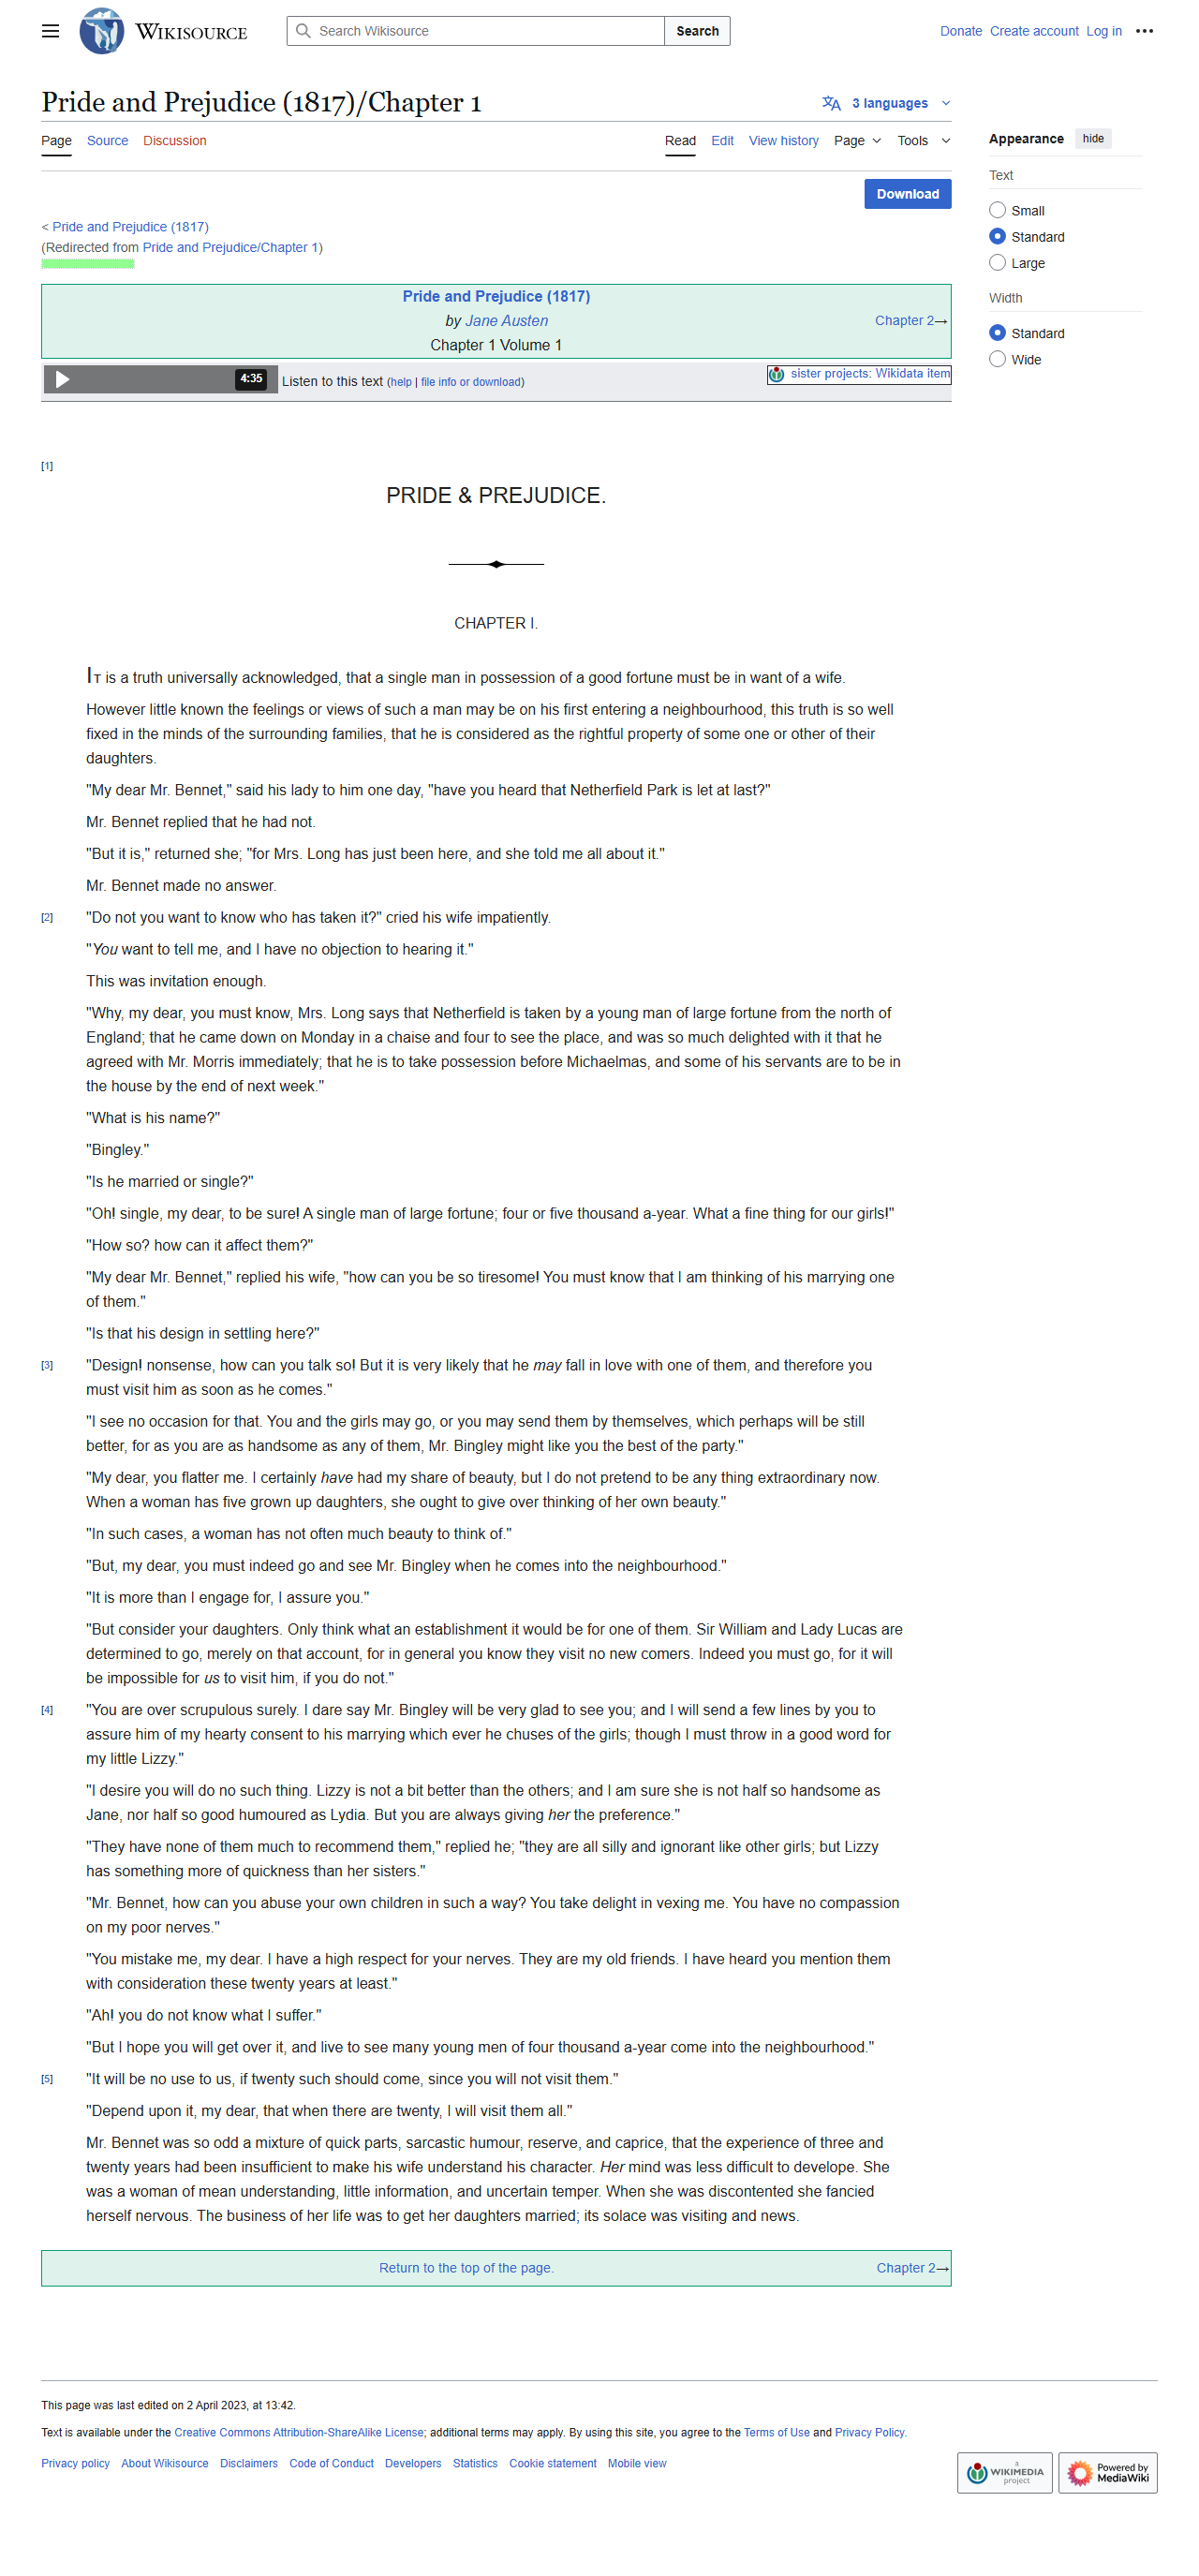 WIKISOURCE
Search Wikisource
Search
Donate Create account Log in
Pride and Prejudice (1817)/Chapter 1
3 languages
Page Source Discussion
Read Edit View history Page Tools
Appearance hide
Text
Small
Standard
Large
Width
Standard
Wide
Download
< Pride and Prejudice (1817)
(Redirected from Pride and Prejudice/Chapter 1)
Pride and Prejudice (1817)
by Jane Austen
Chapter 1 Volume 1
Chapter 2→
4:35 Listen to this text (help | file info or download)
sister projects: Wikidata item
[1]
PRIDE & PREJUDICE.
CHAPTER I.
It is a truth universally acknowledged, that a single man in possession of a good fortune must be in want of a wife.
However little known the feelings or views of such a man may be on his first entering a neighbourhood, this truth is so well
fixed in the minds of the surrounding families, that he is considered as the rightful property of some one or other of their
daughters.
"My dear Mr. Bennet," said his lady to him one day, "have you heard that Netherfield Park is let at last?"
Mr. Bennet replied that he had not.
"But it is," returned she; "for Mrs. Long has just been here, and she told me all about it."
Mr. Bennet made no answer.
[2] "Do not you want to know who has taken it?" cried his wife impatiently.
"You want to tell me, and I have no objection to hearing it."
This was invitation enough.
"Why, my dear, you must know, Mrs. Long says that Netherfield is taken by a young man of large fortune from the north of
England; that he came down on Monday in a chaise and four to see the place, and was so much delighted with it that he
agreed with Mr. Morris immediately; that he is to take possession before Michaelmas, and some of his servants are to be in
the house by the end of next week."
"What is his name?"
"Bingley."
"Is he married or single?"
"Oh! single, my dear, to be sure! A single man of large fortune; four or five thousand a-year. What a fine thing for our girls!"
"How so? how can it affect them?"
"My dear Mr. Bennet," replied his wife, "how can you be so tiresome! You must know that I am thinking of his marrying one
of them."
"Is that his design in settling here?"
[3] "Design! nonsense, how can you talk so! But it is very likely that he may fall in love with one of them, and therefore you
must visit him as soon as he comes."
"I see no occasion for that. You and the girls may go, or you may send them by themselves, which perhaps will be still
better, for as you are as handsome as any of them, Mr. Bingley might like you the best of the party."
"My dear, you flatter me. I certainly have had my share of beauty, but I do not pretend to be any thing extraordinary now.
When a woman has five grown up daughters, she ought to give over thinking of her own beauty."
"In such cases, a woman has not often much beauty to think of."
"But, my dear, you must indeed go and see Mr. Bingley when he comes into the neighbourhood."
"It is more than I engage for, I assure you."
"But consider your daughters. Only think what an establishment it would be for one of them. Sir William and Lady Lucas are
determined to go, merely on that account, for in general you know they visit no new comers. Indeed you must go, for it will
be impossible for us to visit him, if you do not."
[4] "You are over scrupulous surely. I dare say Mr. Bingley will be very glad to see you; and I will send a few lines by you to
assure him of my hearty consent to his marrying which ever he chuses of the girls; though I must throw in a good word for
my little Lizzy."
"I desire you will do no such thing. Lizzy is not a bit better than the others; and I am sure she is not half so handsome as
Jane, nor half so good humoured as Lydia. But you are always giving her the preference."
"They have none of them much to recommend them," replied he; "they are all silly and ignorant like other girls; but Lizzy
has something more of quickness than her sisters."
"Mr. Bennet, how can you abuse your own children in such a way? You take delight in vexing me. You have no compassion
on my poor nerves."
"You mistake me, my dear. I have a high respect for your nerves. They are my old friends. I have heard you mention them
with consideration these twenty years at least."
"Ah! you do not know what I suffer."
"But I hope you will get over it, and live to see many young men of four thousand a-year come into the neighbourhood."
[5] "It will be no use to us, if twenty such should come, since you will not visit them."
"Depend upon it, my dear, that when there are twenty, I will visit them all."
Mr. Bennet was so odd a mixture of quick parts, sarcastic humour, reserve, and caprice, that the experience of three and
twenty years had been insufficient to make his wife understand his character. Her mind was less difficult to develope. She
was a woman of mean understanding, little information, and uncertain temper. When she was discontented she fancied
herself nervous. The business of her life was to get her daughters married; its solace was visiting and news.
Return to the top of the page.
Chapter 2→
This page was last edited on 2 April 2023, at 13:42.
Text is available under the Creative Commons Attribution-ShareAlike License; additional terms may apply. By using this site, you agree to the Terms of Use and Privacy Policy.
Privacy policy About Wikisource Disclaimers Code of Conduct Developers Statistics Cookie statement Mobile view
a
WIKIMEDIA
project
Powered by
MediaWiki